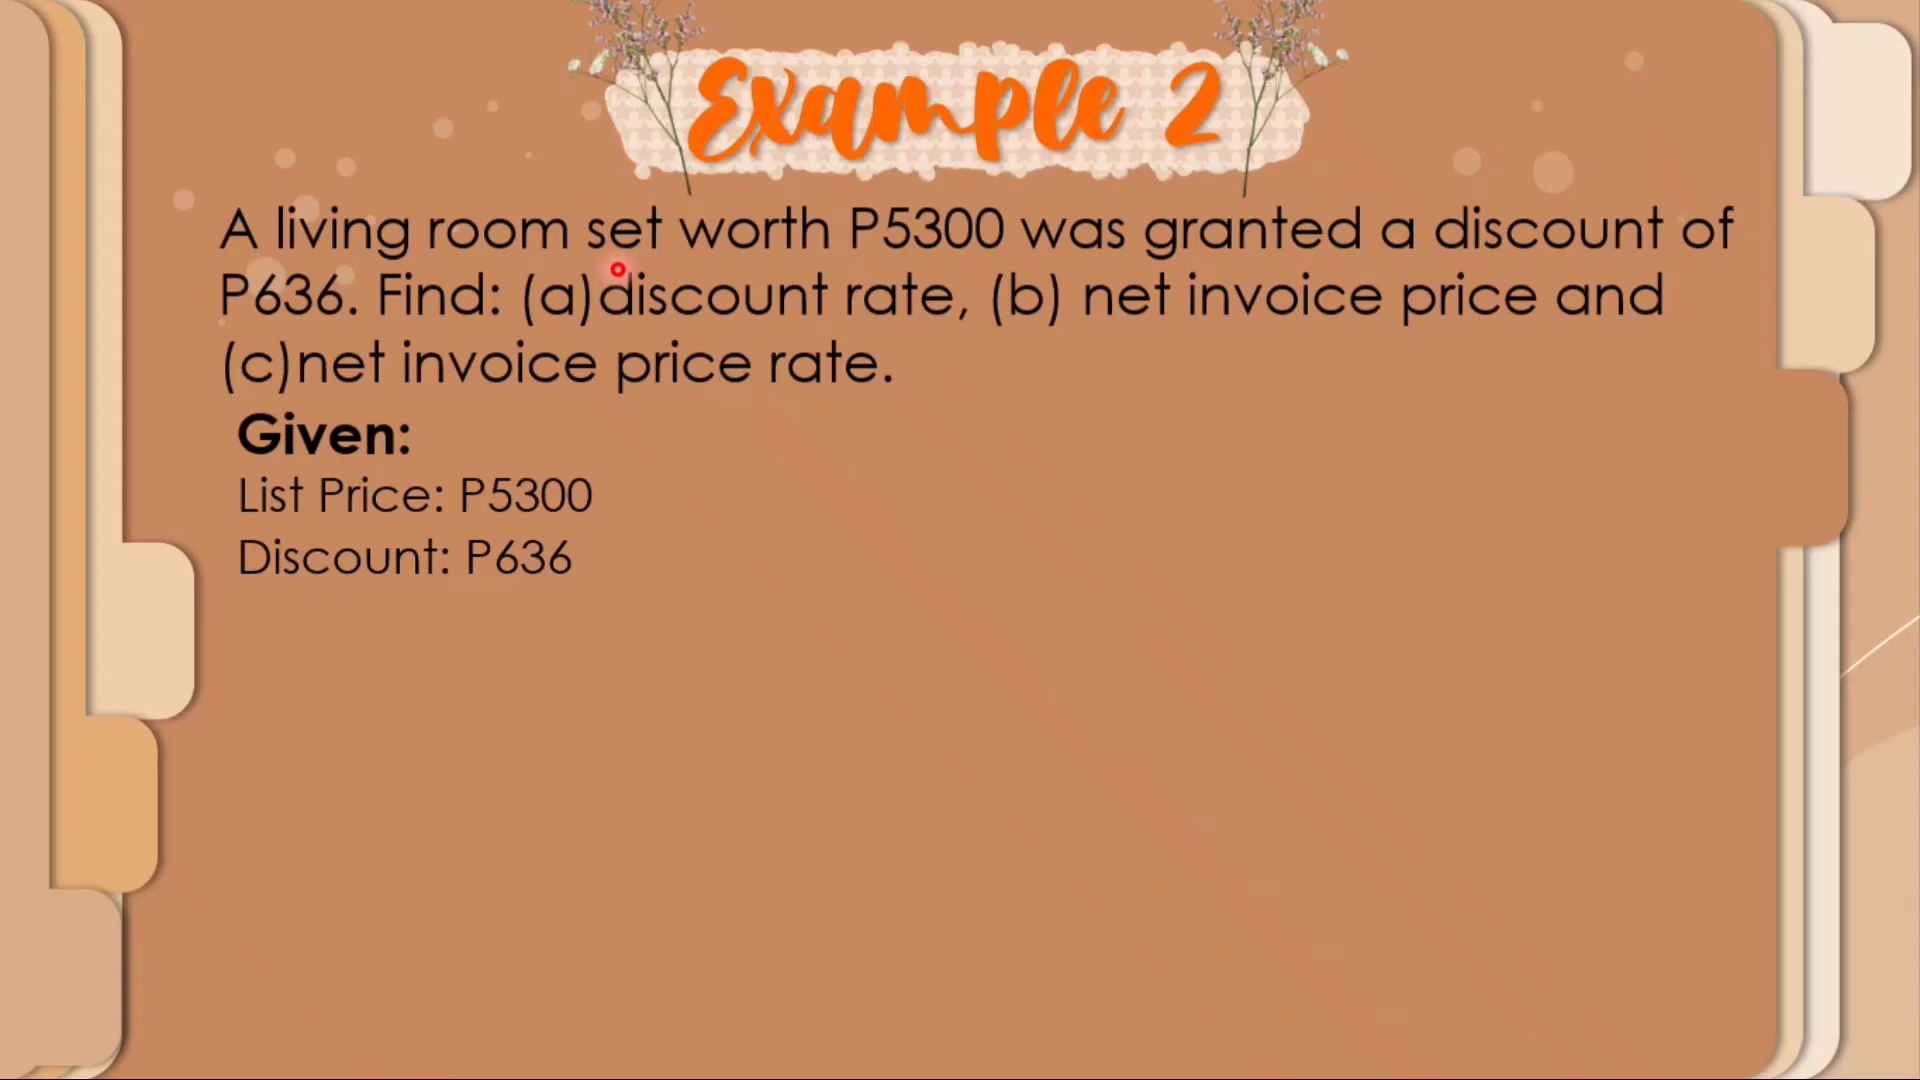 Example 2
A living room set worth P5300 was granted a discount of
P636. Find: (a)discount rate, (b) net invoice price and
(c)net invoice price rate.
Given:
List Price: P5300
Discount: P636